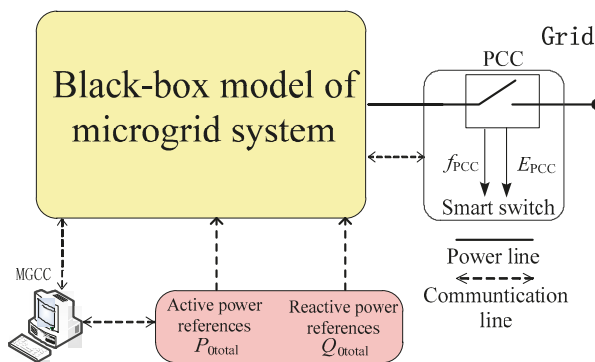 Grid
PCC
Black-box model of
microgrid system
fPCC
EPCC
Smart switch
Power line
Communtication
line
MGCC
Active power
references
P0total
Reactive power
references
Q0total